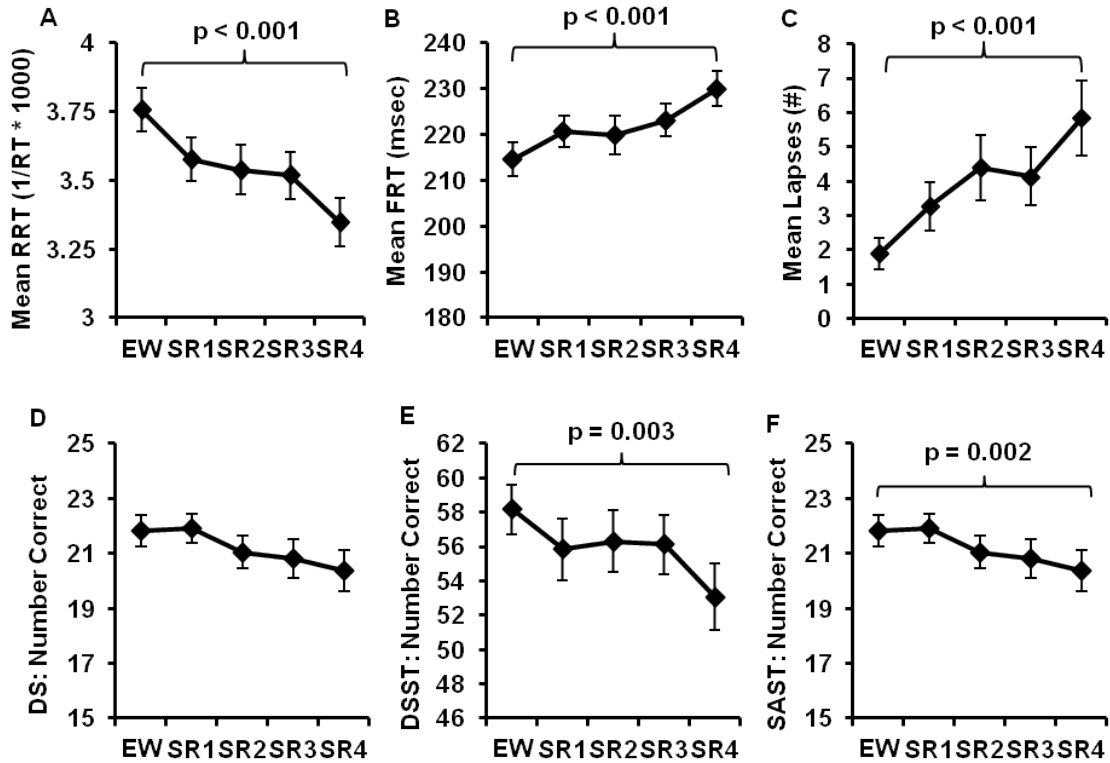 A
p < 0.001
Mean RRT (1/RT * 1000)
4
3.75
3.5
3.25
3
EW SR1 SR2 SR3 SR4
B
p < 0.001
Mean FRT (msec)
240
230
220
210
200
190
180
EW SR1 SR2 SR3 SR4
C
p < 0.001
Mean Lapses (#)
8
7
6
5
4
3
2
1
0
EW SR1 SR2 SR3 SR4
D
DS: Number Correct
25
23
21
19
17
15
EW SR1 SR2 SR3 SR4
E
p = 0.003
DSST: Number Correct
62
60
58
56
54
52
50
48
46
EW SR1 SR2 SR3 SR4
F
p = 0.002
SAST: Number Correct
25
23
21
19
17
15
EW SR1 SR2 SR3 SR4